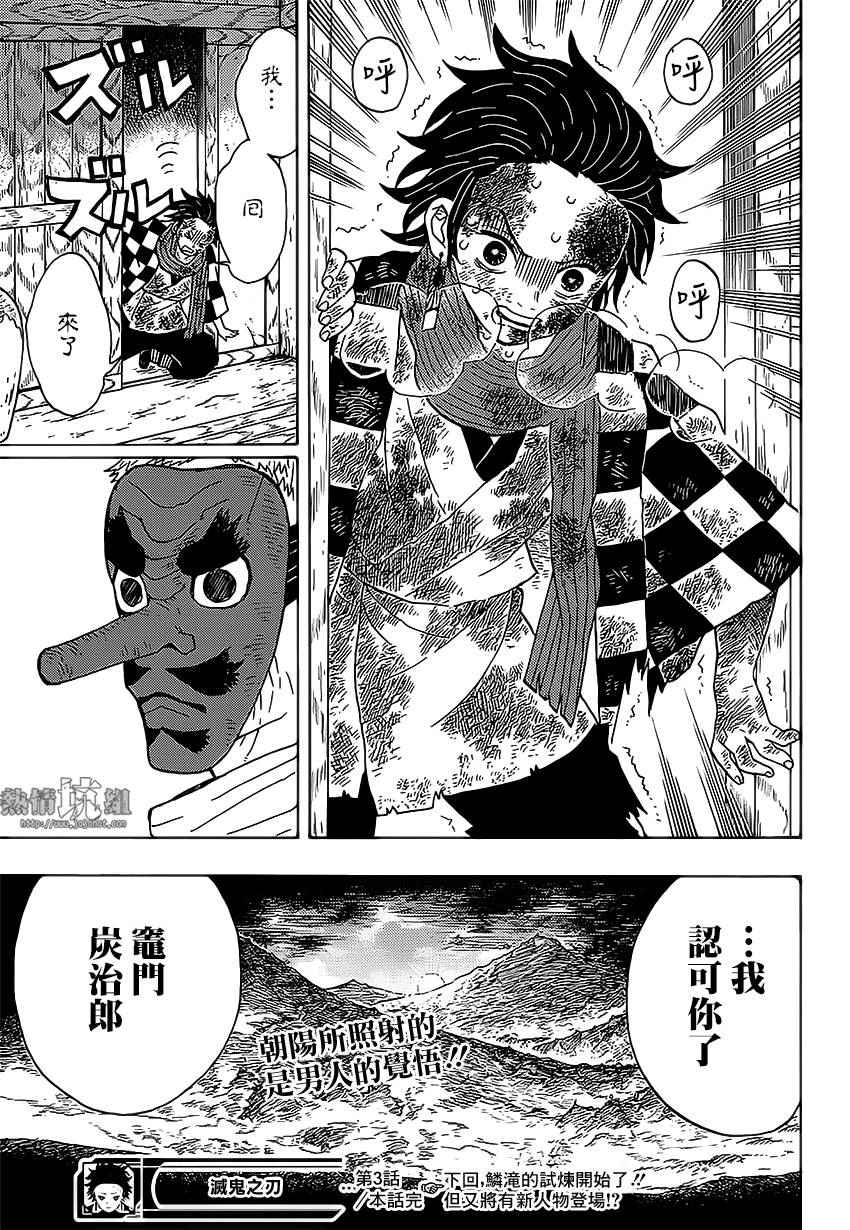 呼
呼
呼
我…
回
來了
ズル
ズル
…我
認可你了
竈門
炭治郎
朝陽所照射的
是男人的覺悟!!
滅鬼之刃
…第3話
/本話完
下回,鱗滝的試煉開始了!!
但又將有新人物登場!?
熱情坑組